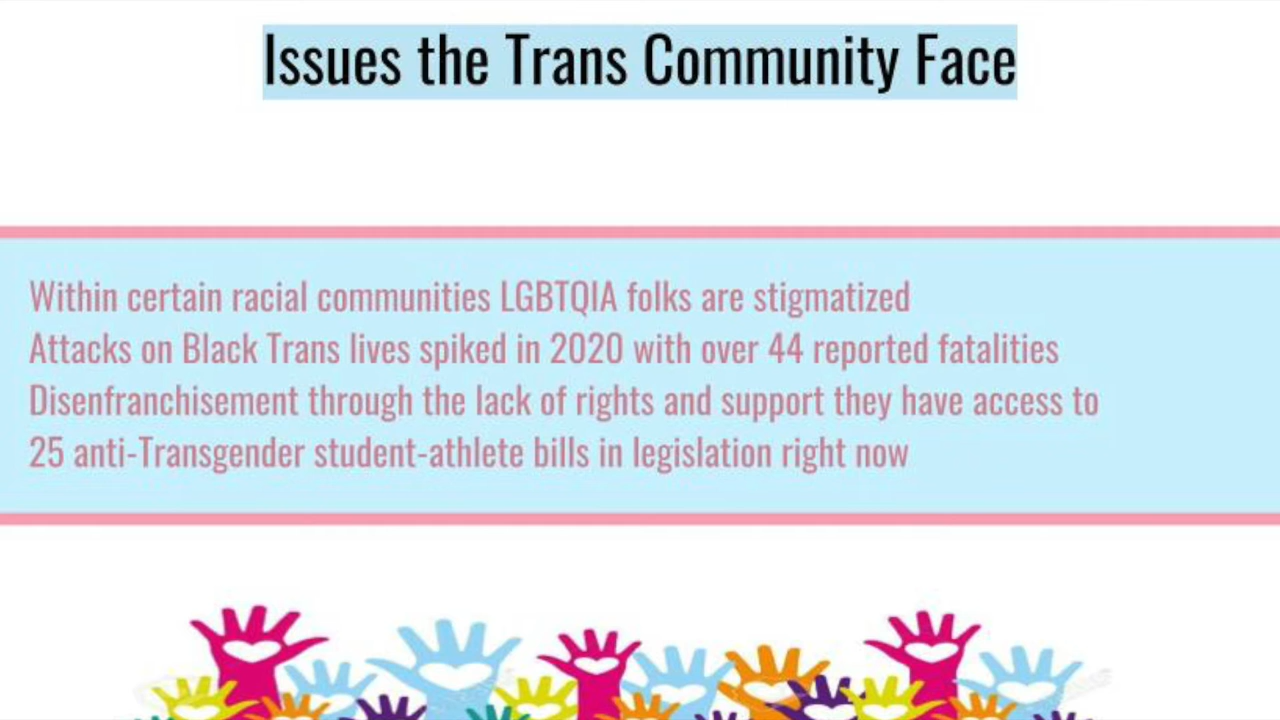 Issues the Trans Community Face
Within certain racial communities LGBTQIA folks are stigmatized
Attacks on Black Trans lives spiked in 2020 with over 44 reported fatalities
Disenfranchisement through the lack of rights and support they have access to
25 anti-Transgender student-athlete bills in legislation right now